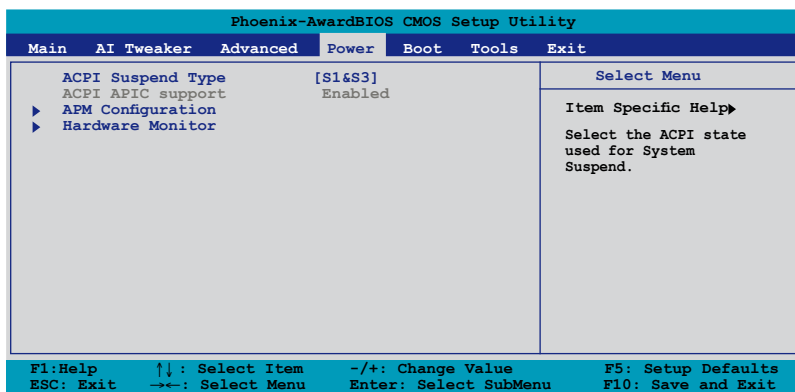 Phoenix-AwardBIOS CMOS Setup Utility
Main AI Tweaker Advanced Power Boot Tools Exit
ACPI Suspend Type [S1&S3]
ACPI APIC support Enabled
APM Configuration
Hardware Monitor
Select Menu
Item Specific Help
Select the ACPI state
used for System
Suspend.
F1:Help ↑↓ : Select Item -/+: Change Value F5: Setup Defaults
ESC: Exit →←: Select Menu Enter: Select SubMenu F10: Save and Exit